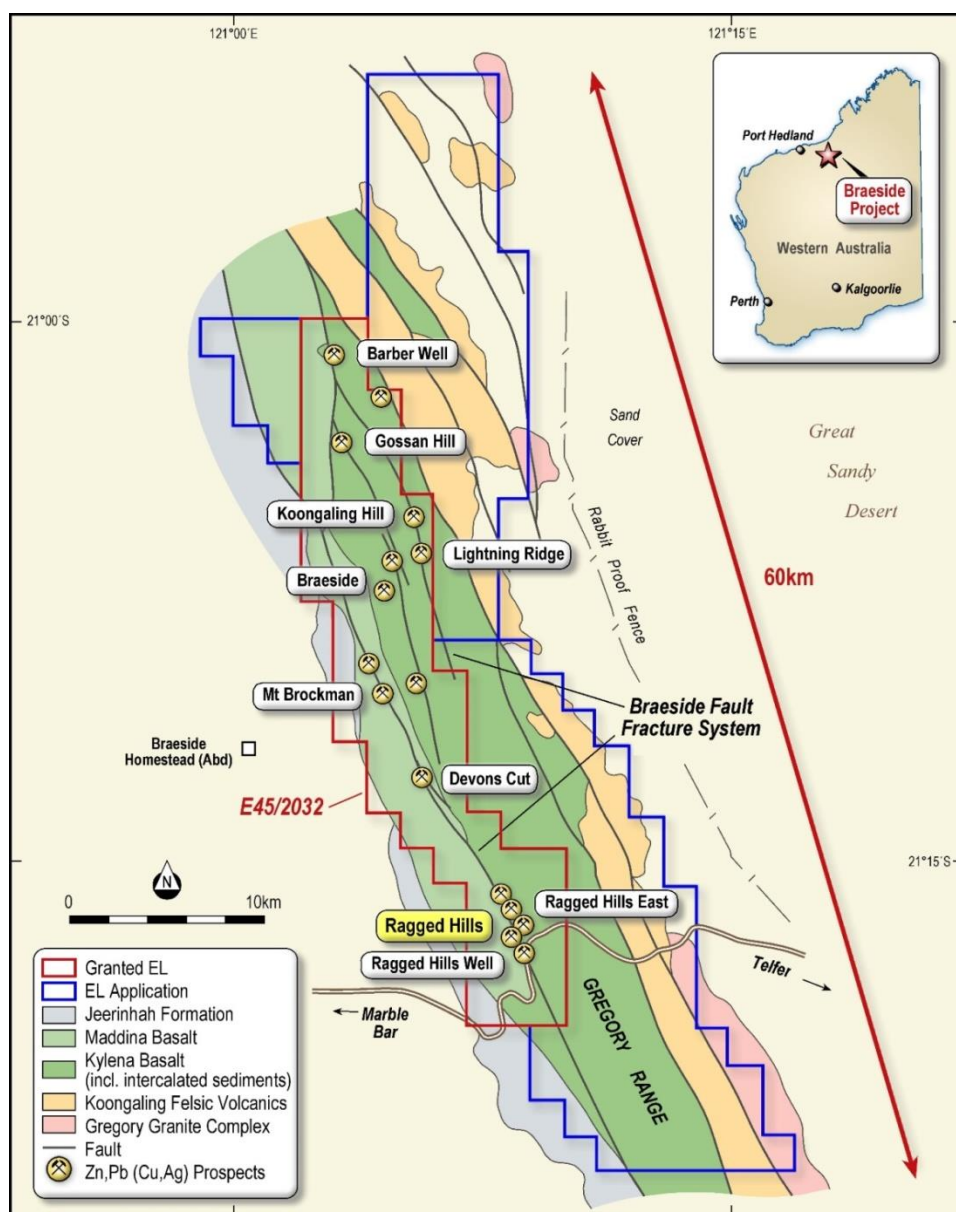 121°00´E
121°15´E
Port Hedland
Braeside
Project
Western Australia
Kalgoorlie
Perth
21°00´S
Barber Well
Gossan Hill
Sand
Cover
Great
Sandy
Desert
Koongaling Hill
Lightning Ridge
Rabbit Proof Fence
60km
Braeside
Mt Brockman
Braeside Fault
Fracture System
Braeside
Homestead (Abd)
Devons Cut
E45/2032
21°15´S
N
0
10km
Ragged Hills East
Ragged Hills
Ragged Hills Well
Telfer
Marble
Bar
GREGORY RANGE
Granted EL
EL Application
Jeerinhah Formation
Maddina Basalt
Kylena Basalt
(incl. intercalated sediments)
Koongaling Felsic Volcanics
Gregory Granite Complex
Fault
Zn,Pb (Cu,Ag) Prospects